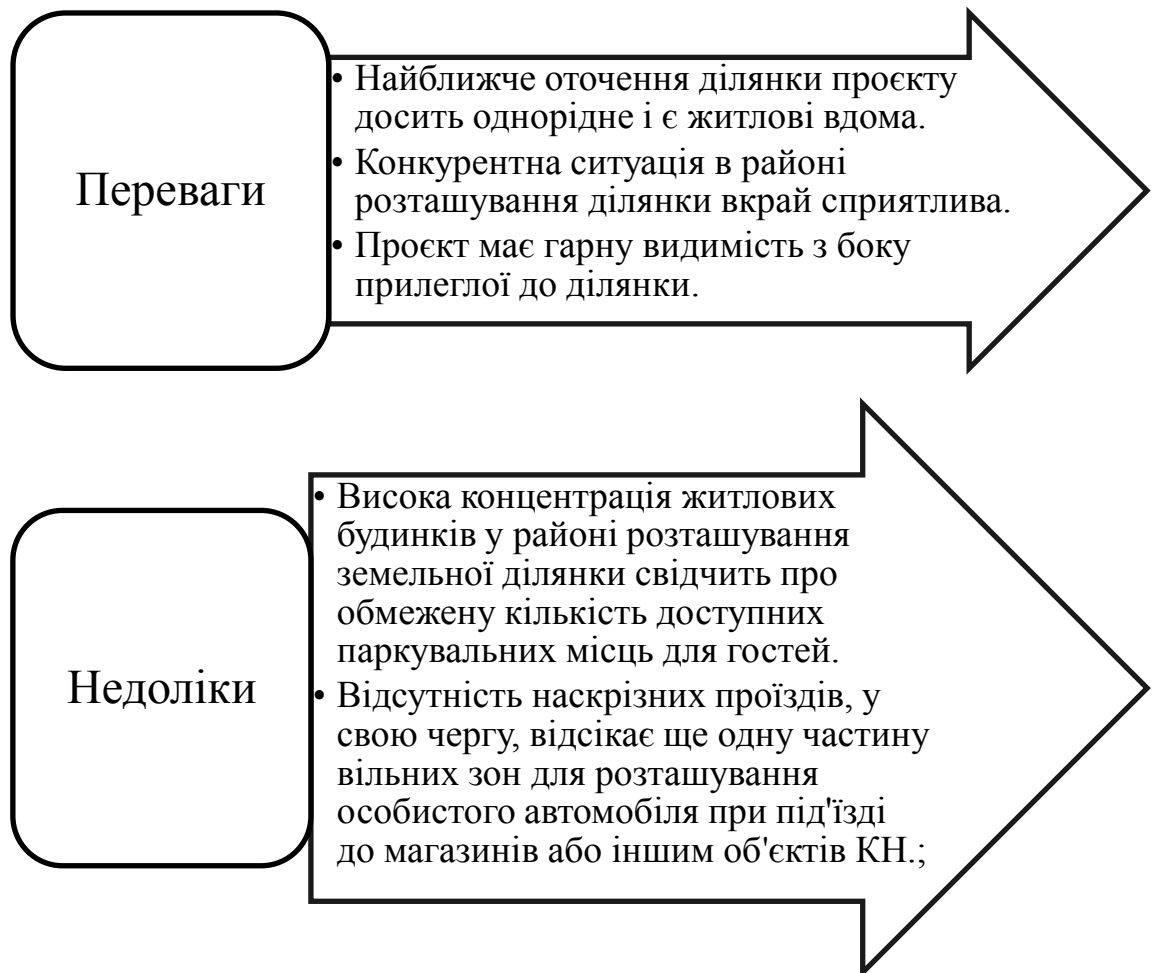 Переваги
• Найближче оточення ділянки проєкту
досить однорідне і є житлові вдома.
• Конкурентна ситуація в районі
розташування ділянки вкрай сприятлива.
• Проєкт має гарну видимість з боку
прилеглої до ділянки.
Недоліки
• Висока концентрація житлових
будинків у районі розташування
земельної ділянки свідчить про
обмежену кількість доступних
паркувальних місць для гостей.
• Відсутність наскрізних проїздів, у
свою чергу, відсікає ще одну частину
вільних зон для розташування
особистого автомобіля при під'їзді
до магазинів або іншим об'єктів КН.;